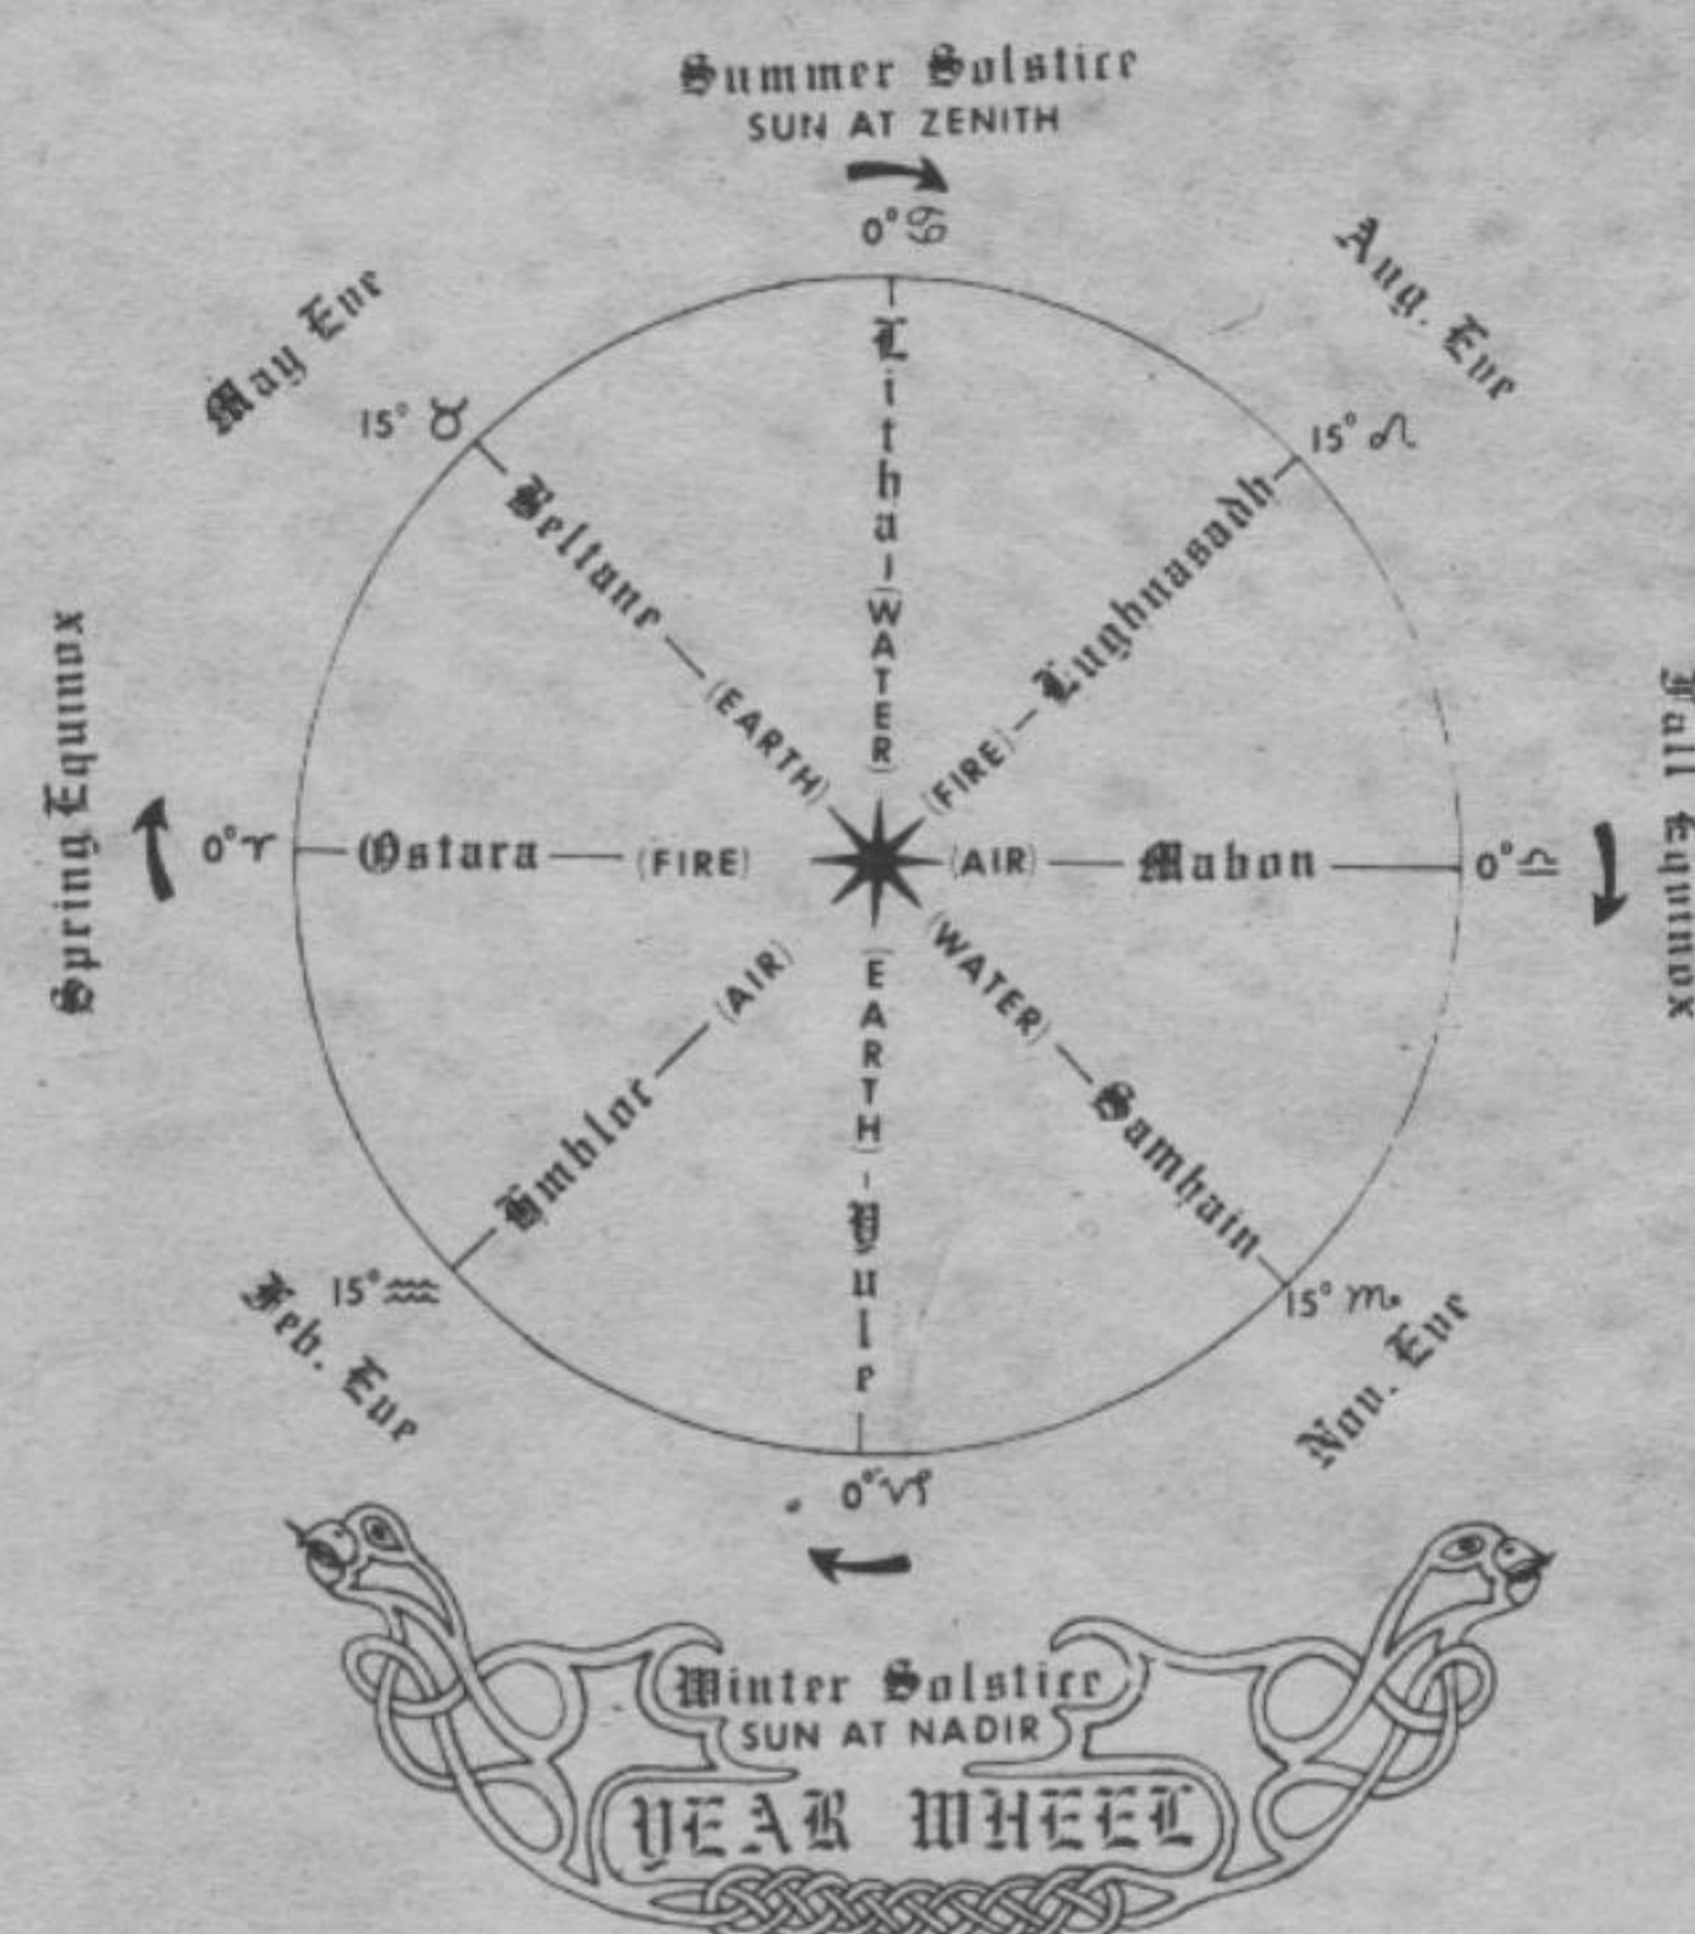 Summer Solstice
SUN AT ZENITH
0° ♋
May Eve
15° ♉
Aug. Eve
15° ♌
Litha (WATER)
Beltane (EARTH)
Lughnasadh (FIRE)
Spring Equinox
0° ♈
Ostara (FIRE)
(AIR) Mabon
0° ♎
Fall Equinox
Imbloc (AIR)
(EARTH) Yule
(WATER) Samhain
15° ♒
Feb. Eve
15° ♏
Nov. Eve
0° ♑
Winter Solstice
SUN AT NADIR
YEAR WHEEL